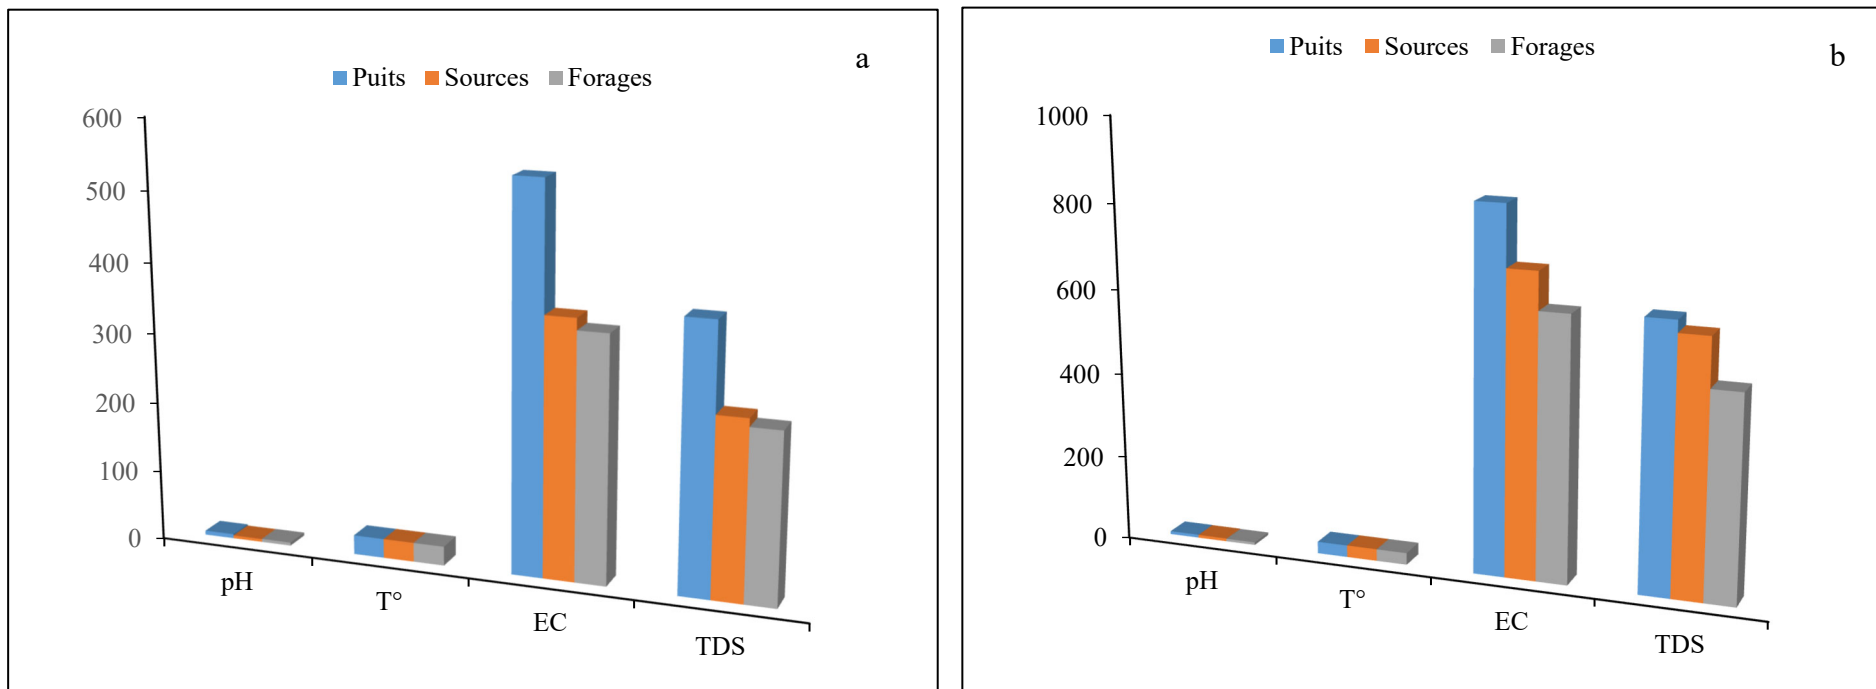 a
Puits Sources Forages
600
500
400
300
200
100
0
pH
T°
EC
TDS
b
Puits Sources Forages
1000
800
600
400
200
0
pH
T°
EC
TDS